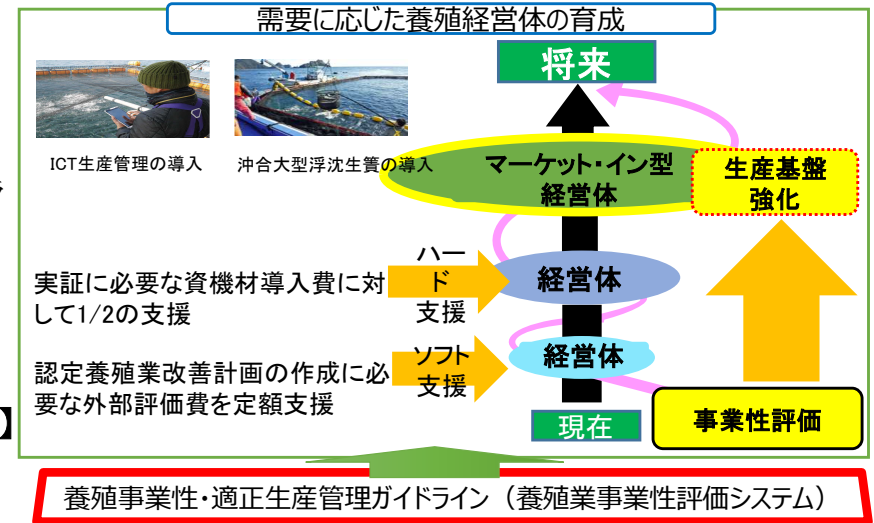 需要に応じた養殖経営体の育成
将来
ICT生産管理の導入
沖合大型浮沈生簀の導入
マーケット・イン型
経営体
生産基盤
強化
実証に必要な資機材導入費に対
して1/2の支援
ハー
ド
支援
経営体
認定養殖業改善計画の作成に必
要な外部評価費を定額支援
ソフト
支援
経営体
】
現在
事業性評価
養殖事業性・適正生産管理ガイドライン（養殖業事業性評価システム）